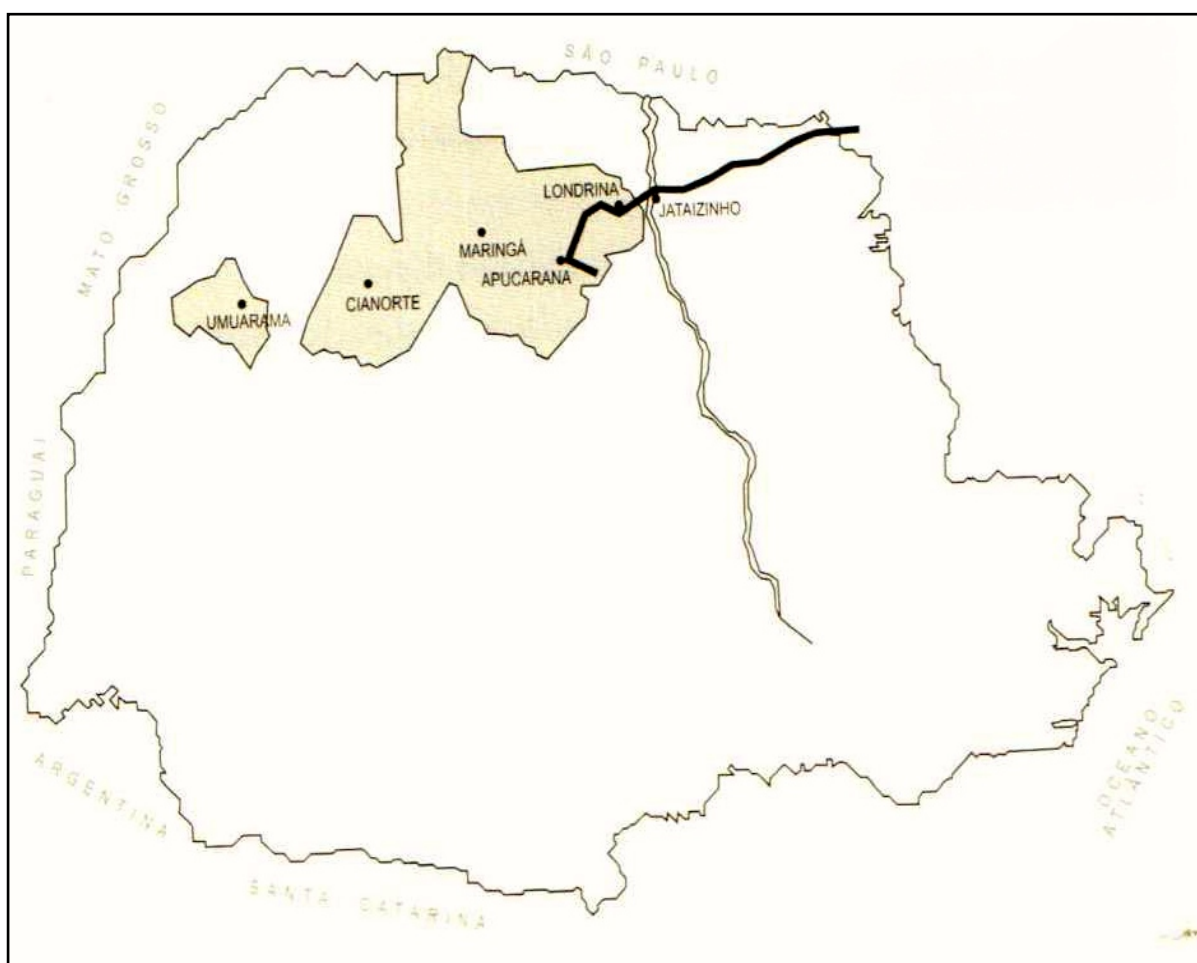 SÃO PAULO
MATO GROSSO
LONDRINA
JATAIZINHO
MARINGÁ
APUCARANA
CIANORTE
UMUARAMA
PARAGUAI
OCEANO
ATLÂNTICO
ARGENTINA
SANTA CATARINA